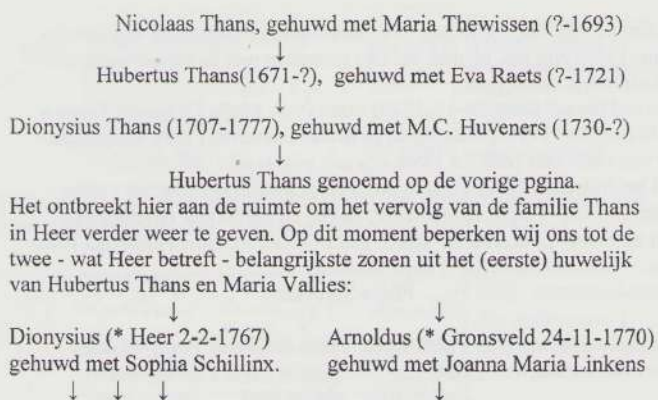 Nicolaas Thans, gehuwd met Maria Thewissen (?-1693)
↓
Hubertus Thans(1671-?), gehuwd met Eva Raets (?-1721)
↓
Dionysius Thans (1707-1777), gehuwd met M.C. Huveners (1730-?)
↓
Hubertus Thans genoemd op de vorige pgina.
Het ontbreekt hier aan de ruimte om het vervolg van de familie Thans
in Heer verder weer te geven. Op dit moment beperken wij ons tot de
twee - wat Heer betreft - belangrijkste zonen uit het (eerste) huwelijk
van Hubertus Thans en Maria Vallies:
↓ ↓
Dionysius (* Heer 2-2-1767) Arnoldus (* Gronsveld 24-11-1770)
gehuwd met Sophia Schillinx. gehuwd met Joanna Maria Linkens
↓ ↓ ↓ ↓